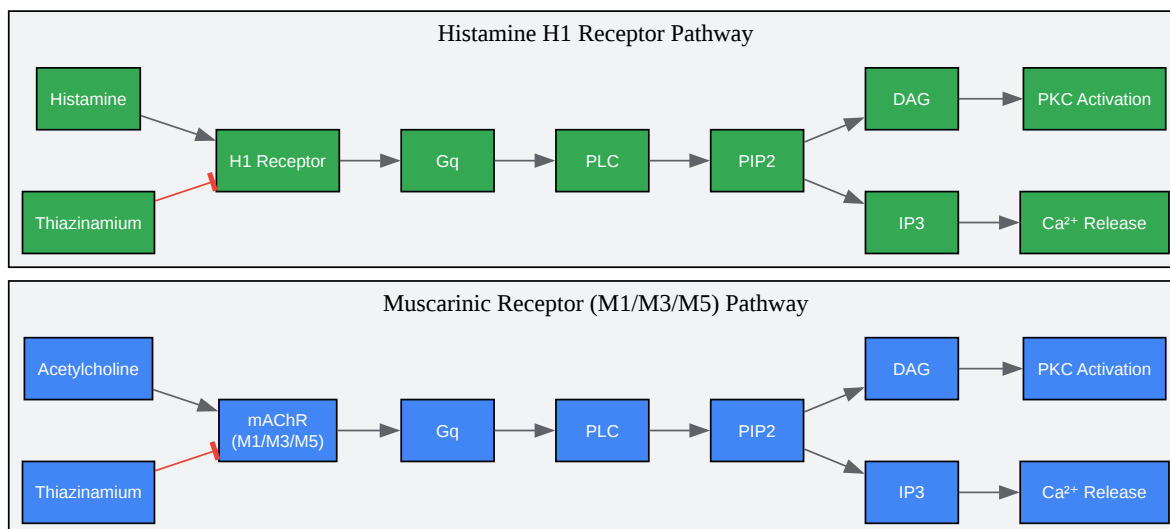 Histamine H1 Receptor Pathway
Histamine
Thiazinamium
H1 Receptor
Gq
PLC
PIP2
DAG
PKC Activation
IP3
Ca²⁺ Release
Muscarinic Receptor (M1/M3/M5) Pathway
Acetylcholine
Thiazinamium
mAChR
(M1/M3/M5)
Gq
PLC
PIP2
DAG
PKC Activation
IP3
Ca²⁺ Release